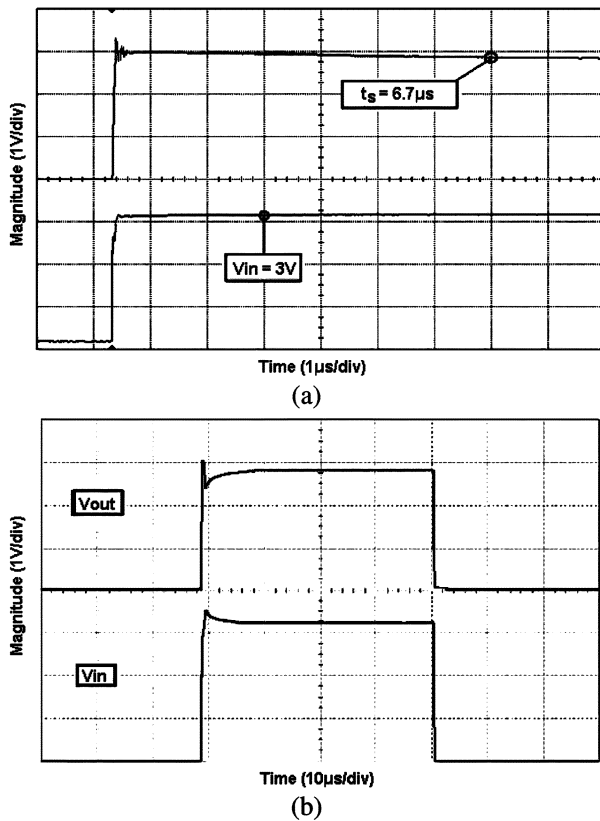 Magnitude (1V/div)
tS = 6.7µs
Vin = 3V
Time (1µs/div)
(a)
Magnitude (1V/div)
Vout
Vin
Time (10µs/div)
(b)